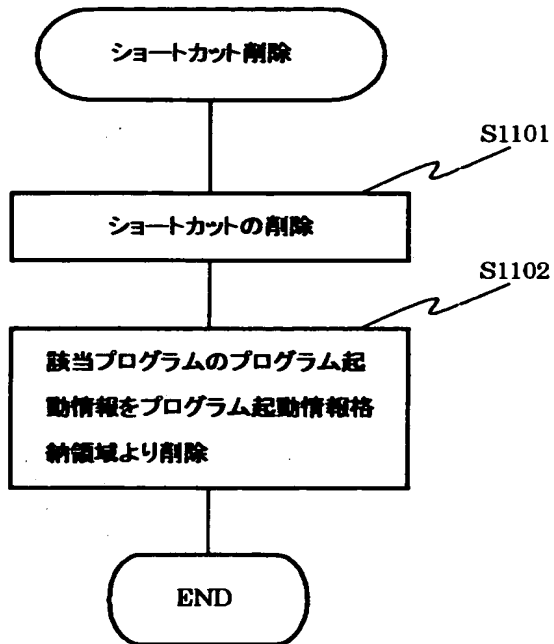 ショートカット削除
S1101
ショートカットの削除
S1102
該当プログラムのプログラム起
動情報をプログラム起動情報格
納領域より削除
END